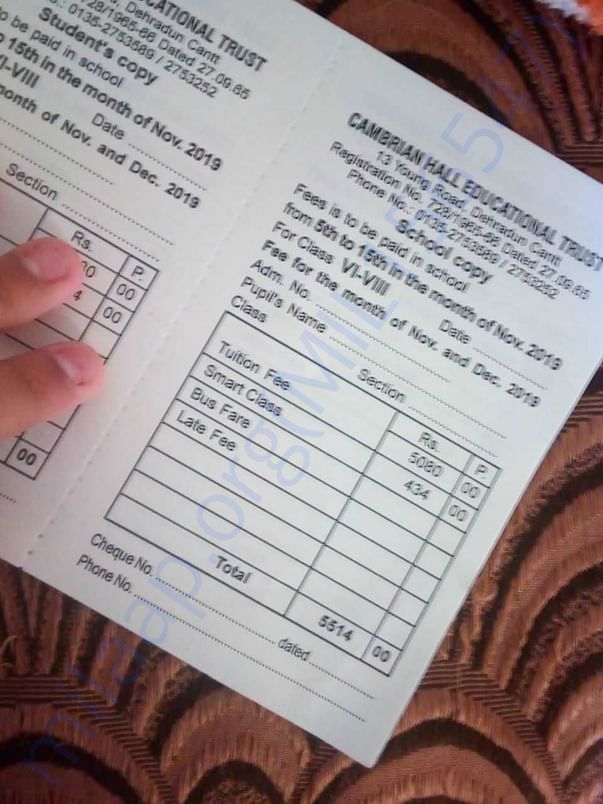 CATIONAL TRUST
Dehradun Cantt
728/1965-66 Dated 27.09.65
.: 0135-2753589 / 2753252
Student's copy
to be paid in school
to 15th in the month of Nov. 2019
VI-VIII Date
month of Nov. and Dec. 2019
Section
Rs. P.
00
4 00
00
CAMBRIAN HALL EDUCATIONAL TRUST
13 Young Road, Dehradun Cantt
Registration No. 728/1965-66 Dated 27.09.65
Phone No.: 0135-2753589 / 2753252
School copy
Fees is to be paid in school
from 5th to 15th in the month of Nov. 2019
For Class VI-VIII Date
Fee for the month of Nov. and Dec. 2019
Adm. No.
Pupil's Name
Class Section
Rs. P.
Tuition Fee 5080 00
Smart Class 434 00
Bus Fare
Late Fee
Total 5514 00
Cheque No. dated
Phone No.